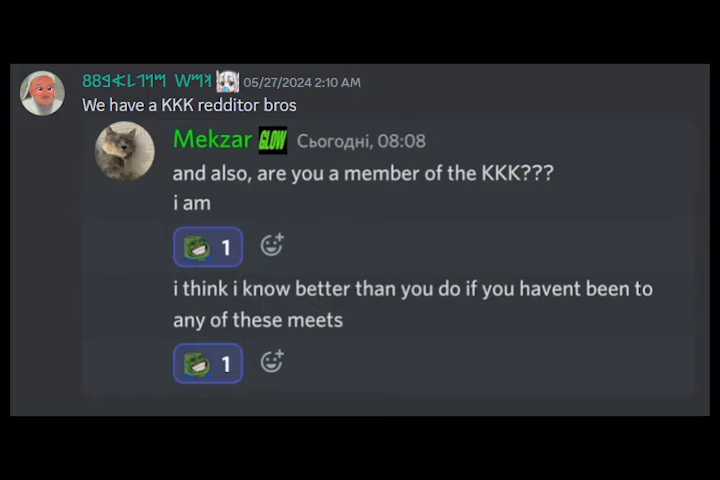 05/27/2024 2:10 AM
We have a KKK redditor bros
Mekzar GLOW Сьогодні, 08:08
and also, are you a member of the KKK???
i am
1
i think i know better than you do if you havent been to
any of these meets
1